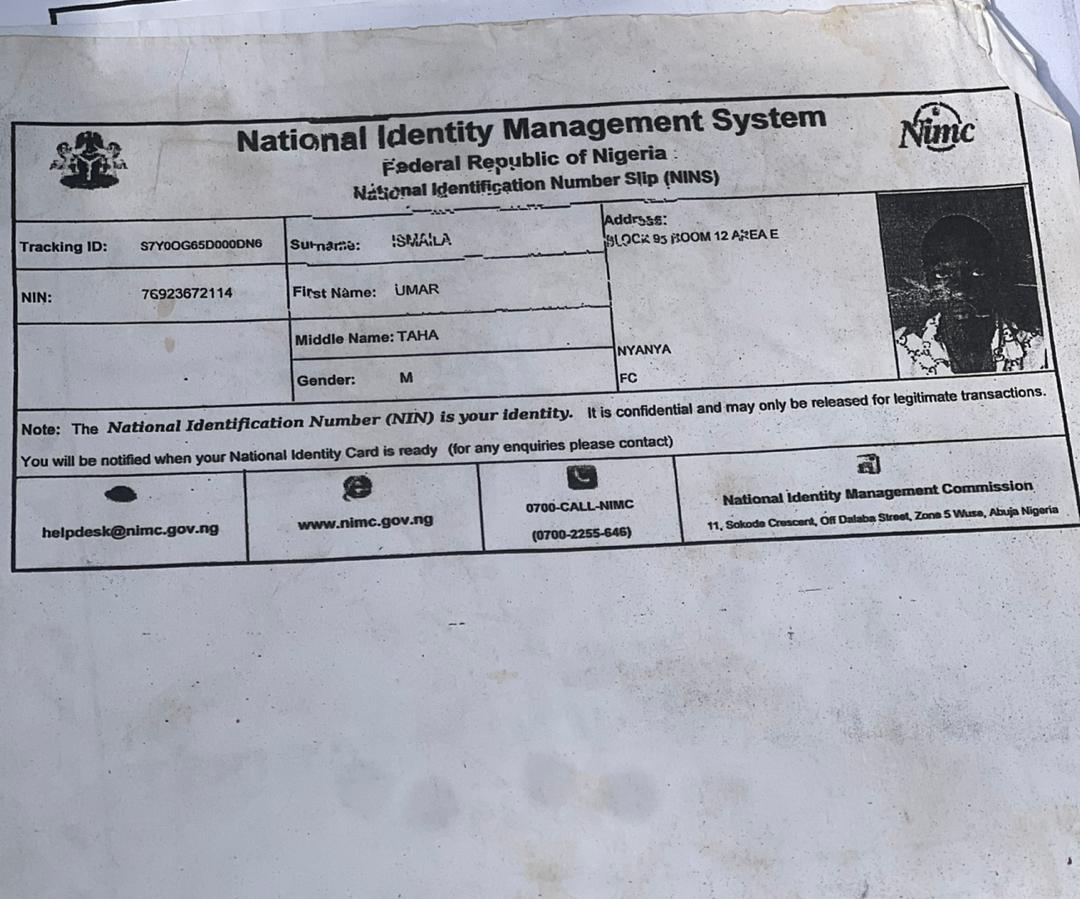 National Identity Management System
Federal Republic of Nigeria
National Identification Number Slip (NINS)
Nimc
Tracking ID: S7Y0OG65D000DN6
Surname: ISMAILA
Address:
BLOCK 95 ROOM 12 AREA E
NIN: 76923672114
First Name: UMAR
Middle Name: TAHA
NYANYA
Gender: M
FC
Note: The National Identification Number (NIN) is your identity. It is confidential and may only be released for legitimate transactions.
You will be notified when your National Identity Card is ready (for any enquiries please contact)
helpdesk@nimc.gov.ng
www.nimc.gov.ng
0700-CALL-NIMC
(0700-2255-646)
National Identity Management Commission
11, Sokode Crescent, Off Dalaba Street, Zone 5 Wuse, Abuja Nigeria